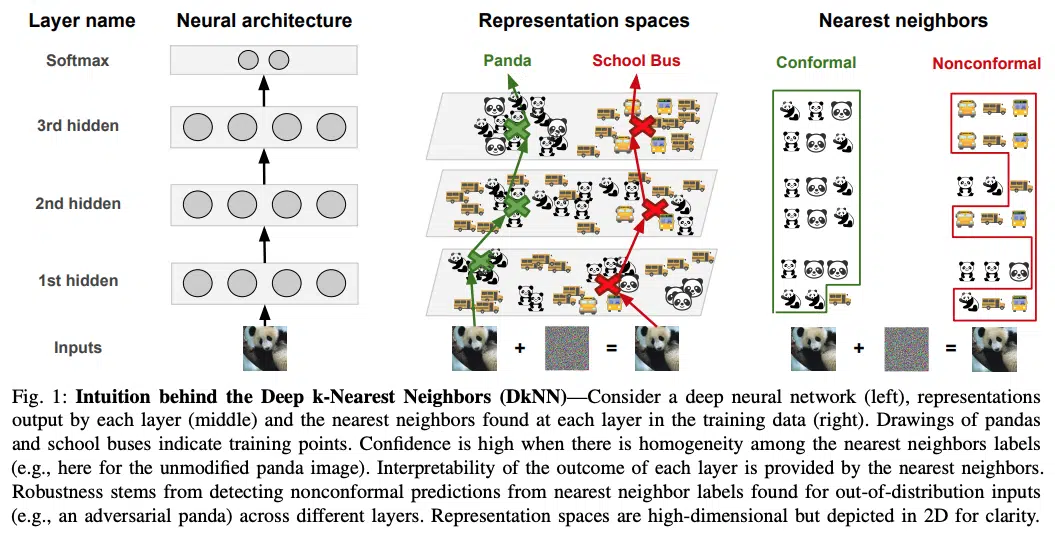 Layer name
Neural architecture
Representation spaces
Nearest neighbors
Softmax
Panda
School Bus
Conformal
Nonconformal
3rd hidden
2nd hidden
1st hidden
Inputs
+
=
+
=
Fig. 1: Intuition behind the Deep k-Nearest Neighbors (DkNN)—Consider a deep neural network (left), representations
output by each layer (middle) and the nearest neighbors found at each layer in the training data (right). Drawings of pandas
and school buses indicate training points. Confidence is high when there is homogeneity among the nearest neighbors labels
(e.g., here for the unmodified panda image). Interpretability of the outcome of each layer is provided by the nearest neighbors.
Robustness stems from detecting nonconformal predictions from nearest neighbor labels found for out-of-distribution inputs
(e.g., an adversarial panda) across different layers. Representation spaces are high-dimensional but depicted in 2D for clarity.